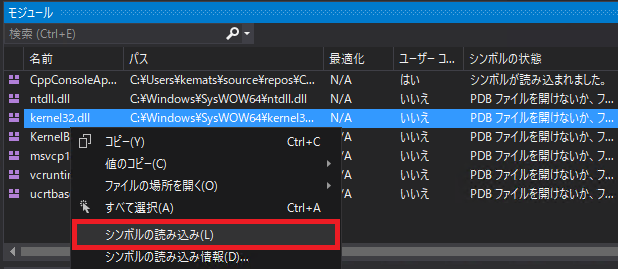 モジュール
検索 (Ctrl+E)
名前 パス 最適化 ユーザー コ... シンボルの状態
CppConsoleAp... C:¥Users¥kemats¥source¥repos¥C... N/A はい シンボルが読み込まれました。
ntdll.dll C:¥Windows¥SysWOW64¥ntdll.dll N/A いいえ PDB ファイルを開けないか、フ...
kernel32.dll C:¥Windows¥SysWOW64¥kernel3... N/A いいえ PDB ファイルを開けないか、フ...
KernelB コピー(Y) Ctrl+C N/A いいえ PDB ファイルを開けないか、フ...
msvcp1 値のコピー(C) N/A いいえ PDB ファイルを開けないか、フ...
vcruntin ファイルの場所を開く(O) N/A いいえ PDB ファイルを開けないか、フ...
ucrtbase すべて選択(A) Ctrl+A N/A いいえ PDB ファイルを開けないか、フ...
シンボルの読み込み(L)
シンボルの読み込み情報(D)...